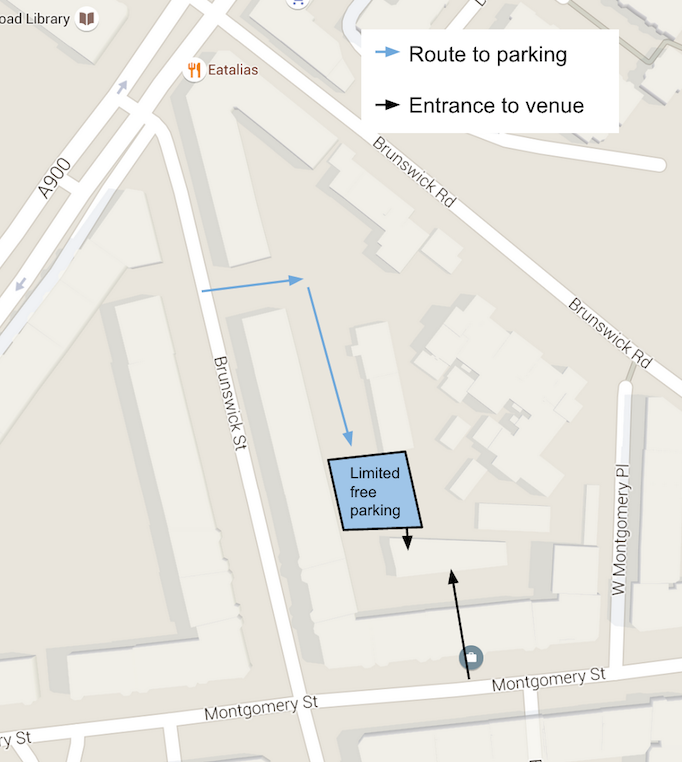 oad Library
Eatalias
Route to parking
Entrance to venue
A900
Brunswick Rd
Brunswick Rd
Brunswick St
Limited
free
parking
W Montgomery Pl
Montgomery St
Montgomery St
ry St